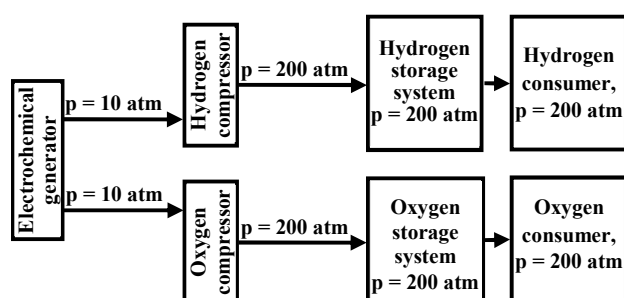 Electrochemical
generator
p = 10 atm
Hydrogen
compressor
p = 200 atm
Hydrogen
storage
system
p = 200 atm
Hydrogen
consumer,
p = 200 atm
p = 10 atm
Oxygen
compressor
p = 200 atm
Oxygen
storage
system
p = 200 atm
Oxygen
consumer,
p = 200 atm